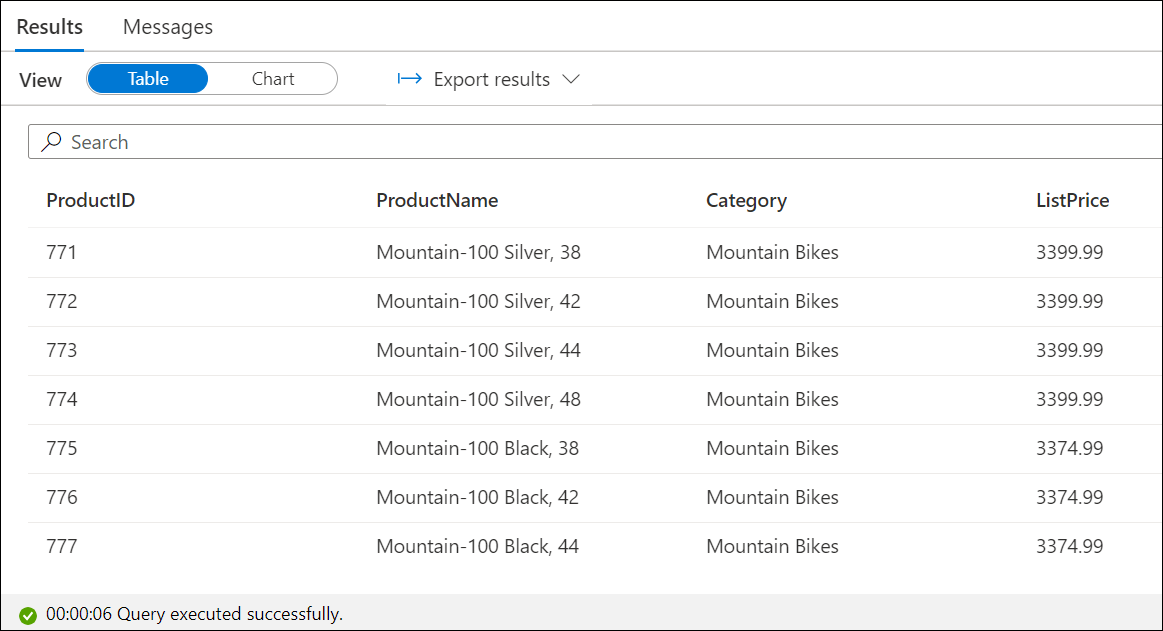 Results Messages
View Table Chart Export results
Search
ProductID ProductName Category ListPrice
771 Mountain-100 Silver, 38 Mountain Bikes 3399.99
772 Mountain-100 Silver, 42 Mountain Bikes 3399.99
773 Mountain-100 Silver, 44 Mountain Bikes 3399.99
774 Mountain-100 Silver, 48 Mountain Bikes 3399.99
775 Mountain-100 Black, 38 Mountain Bikes 3374.99
776 Mountain-100 Black, 42 Mountain Bikes 3374.99
777 Mountain-100 Black, 44 Mountain Bikes 3374.99
00:00:06 Query executed successfully.